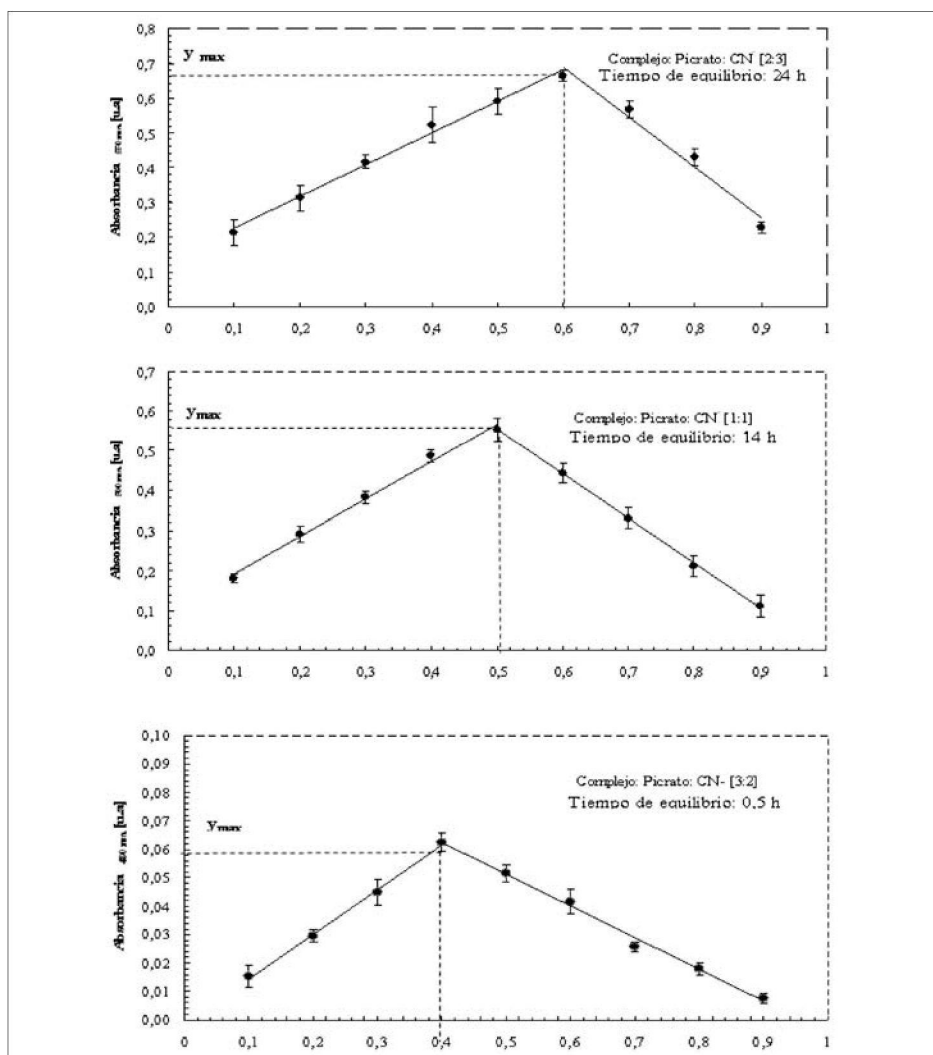 0,8
y max
Complejo: Picrato: CN [2:3]
Tiempo de equilibrio: 24 h
0,7
0,6
0,5
0,4
0,3
0,2
0,1
0,0
Absorbancia [u.a]
0 0,1 0,2 0,3 0,4 0,5 0,6 0,7 0,8 0,9 1
0,7
ymax
Complejo: Picrato: CN [1:1]
Tiempo de equilibrio: 14 h
0,6
0,5
0,4
0,3
0,2
0,1
0,0
Absorbancia [u.a]
0 0,1 0,2 0,3 0,4 0,5 0,6 0,7 0,8 0,9 1
0,10
0,09
Complejo: Picrato: CN- [3:2]
Tiempo de equilibrio: 0,5 h
0,08
0,07
ymax
0,06
0,05
0,04
0,03
0,02
0,01
0,00
Absorbancia [u.a]
0 0,1 0,2 0,3 0,4 0,5 0,6 0,7 0,8 0,9 1